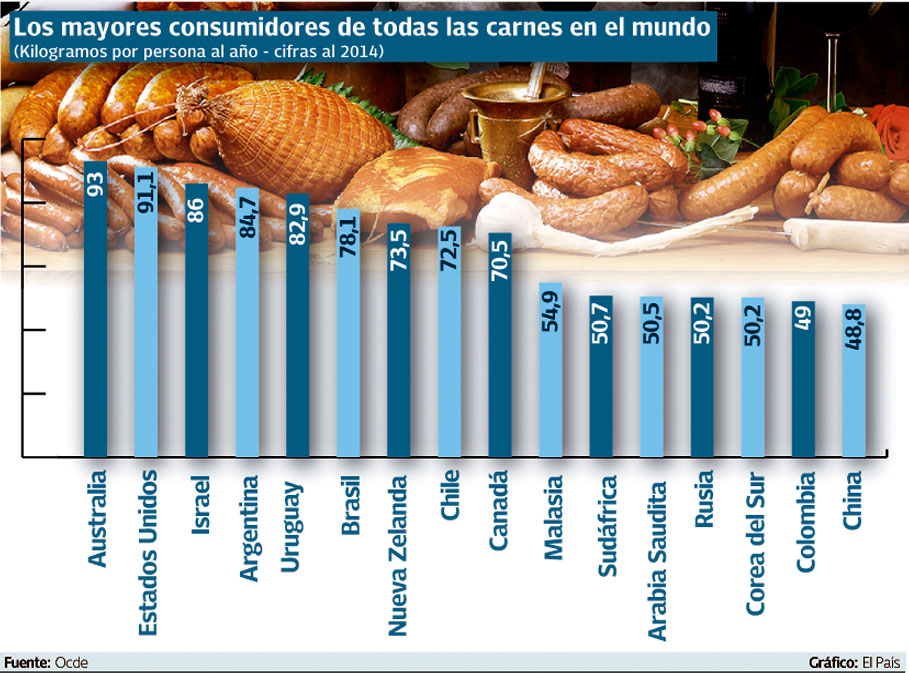 Los mayores consumidores de todas las carnes en el mundo
(Kilogramos por persona al año - cifras al 2014)
93
91,1
86
84,7
82,9
78,1
73,5
72,5
70,5
54,9
50,7
50,5
50,2
50,2
49
48,8
Australia
Estados Unidos
Israel
Argentina
Uruguay
Brasil
Nueva Zelanda
Chile
Canadá
Malasia
Sudáfrica
Arabia Saudita
Rusia
Corea del Sur
Colombia
China
Fuente: Ocde
Gráfico: El País